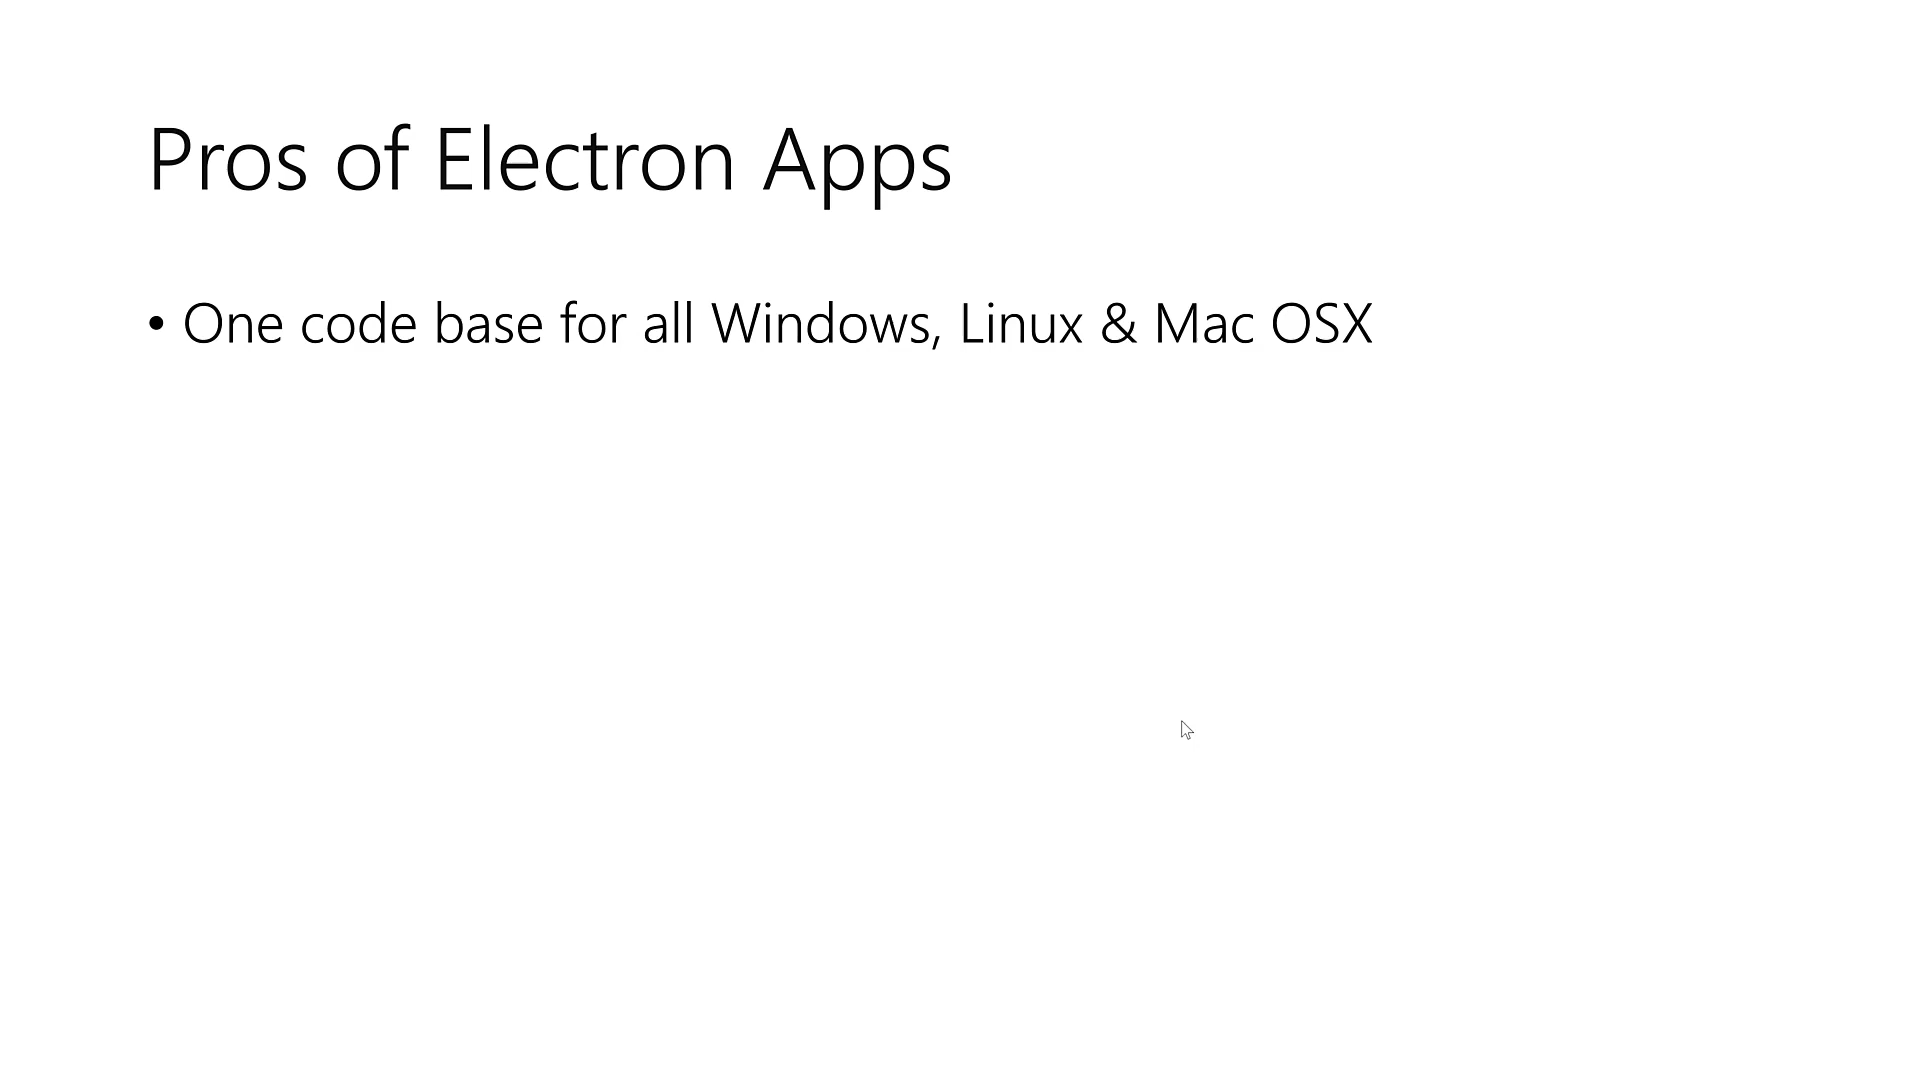 Pros of Electron Apps
• One code base for all Windows, Linux & Mac OSX